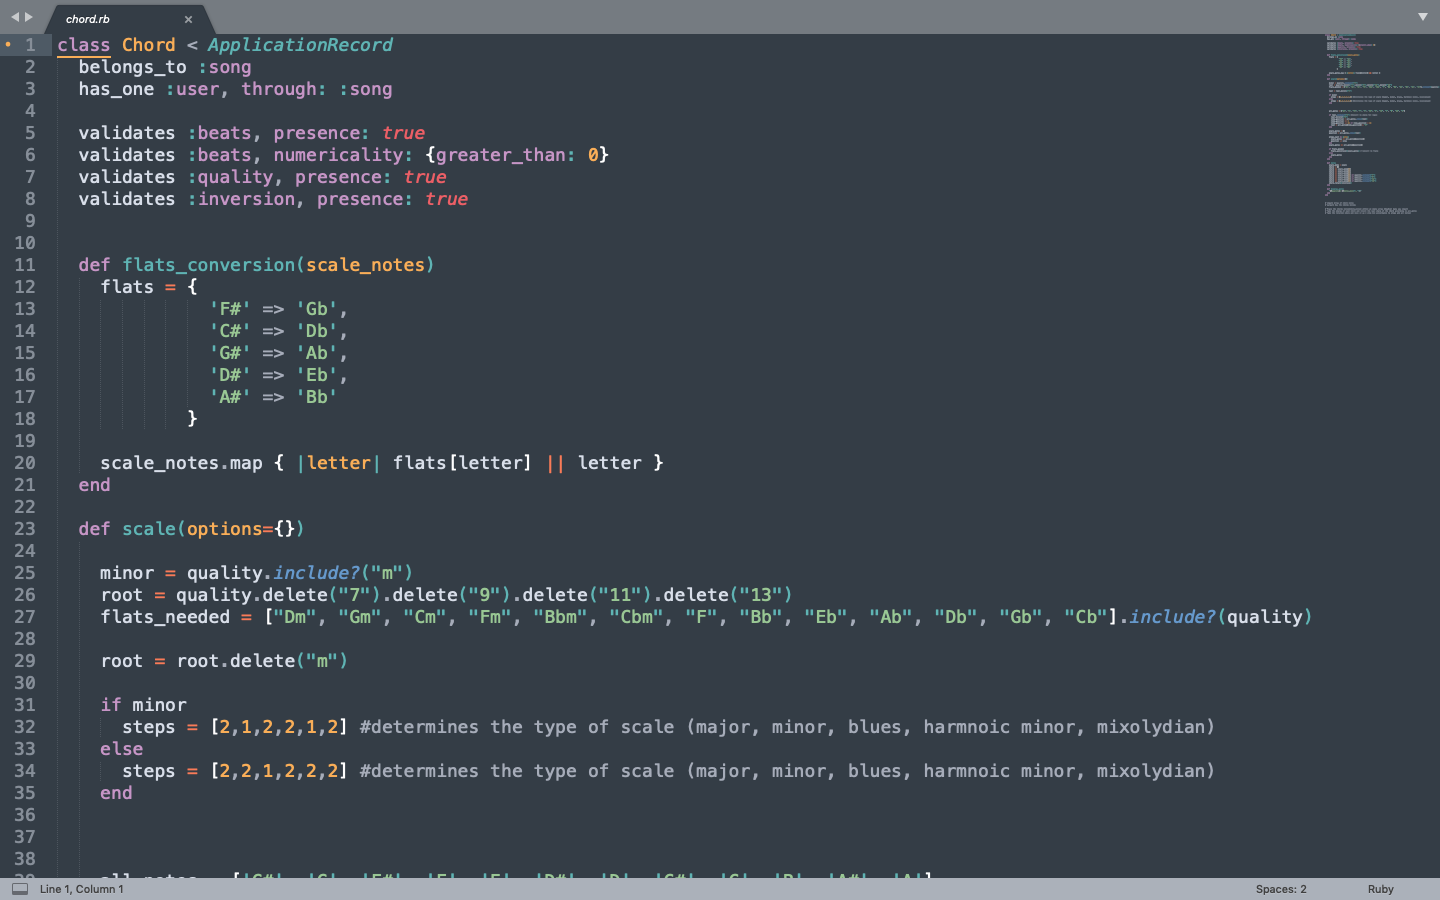 chord.rb ×
1 class Chord < ApplicationRecord
2 belongs_to :song
3 has_one :user, through: :song
4
5 validates :beats, presence: true
6 validates :beats, numericality: {greater_than: 0}
7 validates :quality, presence: true
8 validates :inversion, presence: true
9
10
11 def flats_conversion(scale_notes)
12 flats = {
13 'F#' => 'Gb',
14 'C#' => 'Db',
15 'G#' => 'Ab',
16 'D#' => 'Eb',
17 'A#' => 'Bb'
18 }
19
20 scale_notes.map { |letter| flats[letter] || letter }
21 end
22
23 def scale(options={})
24
25 minor = quality.include?("m")
26 root = quality.delete("7").delete("9").delete("11").delete("13")
27 flats_needed = ["Dm", "Gm", "Cm", "Fm", "Bbm", "Cbm", "F", "Bb", "Eb", "Ab", "Db", "Gb", "Cb"].include?(quality)
28
29 root = root.delete("m")
30
31 if minor
32 steps = [2,1,2,2,1,2] #determines the type of scale (major, minor, blues, harmnoic minor, mixolydian)
33 else
34 steps = [2,2,1,2,2,2] #determines the type of scale (major, minor, blues, harmnoic minor, mixolydian)
35 end
36
37
38
Line 1, Column 1 Spaces: 2 Ruby